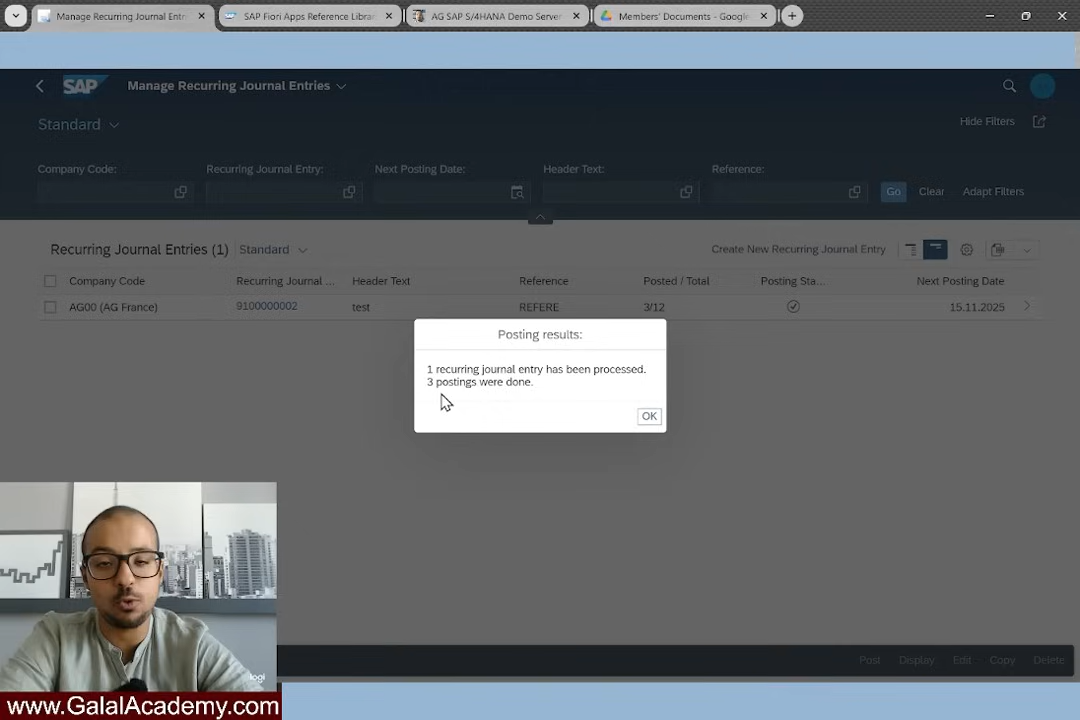 Manage Recurring Journal Entr
SAP Fiori Apps Reference Librar
AG SAP S/4HANA Demo Server
Members' Documents - Google
SAP
Manage Recurring Journal Entries
Standard
Hide Filters
Company Code:
Recurring Journal Entry:
Next Posting Date:
Header Text:
Reference:
Go
Clear
Adapt Filters
Recurring Journal Entries (1)
Standard
Create New Recurring Journal Entry
Company Code
Recurring Journal ...
Header Text
Reference
Posted / Total
Posting Sta...
Next Posting Date
AG00 (AG France)
9100000002
test
REFERE
3/12
15.11.2025
Posting results:
1 recurring journal entry has been processed.
3 postings were done.
OK
Post
Display
Edit
Copy
Delete
logi
www.GalalAcademy.com